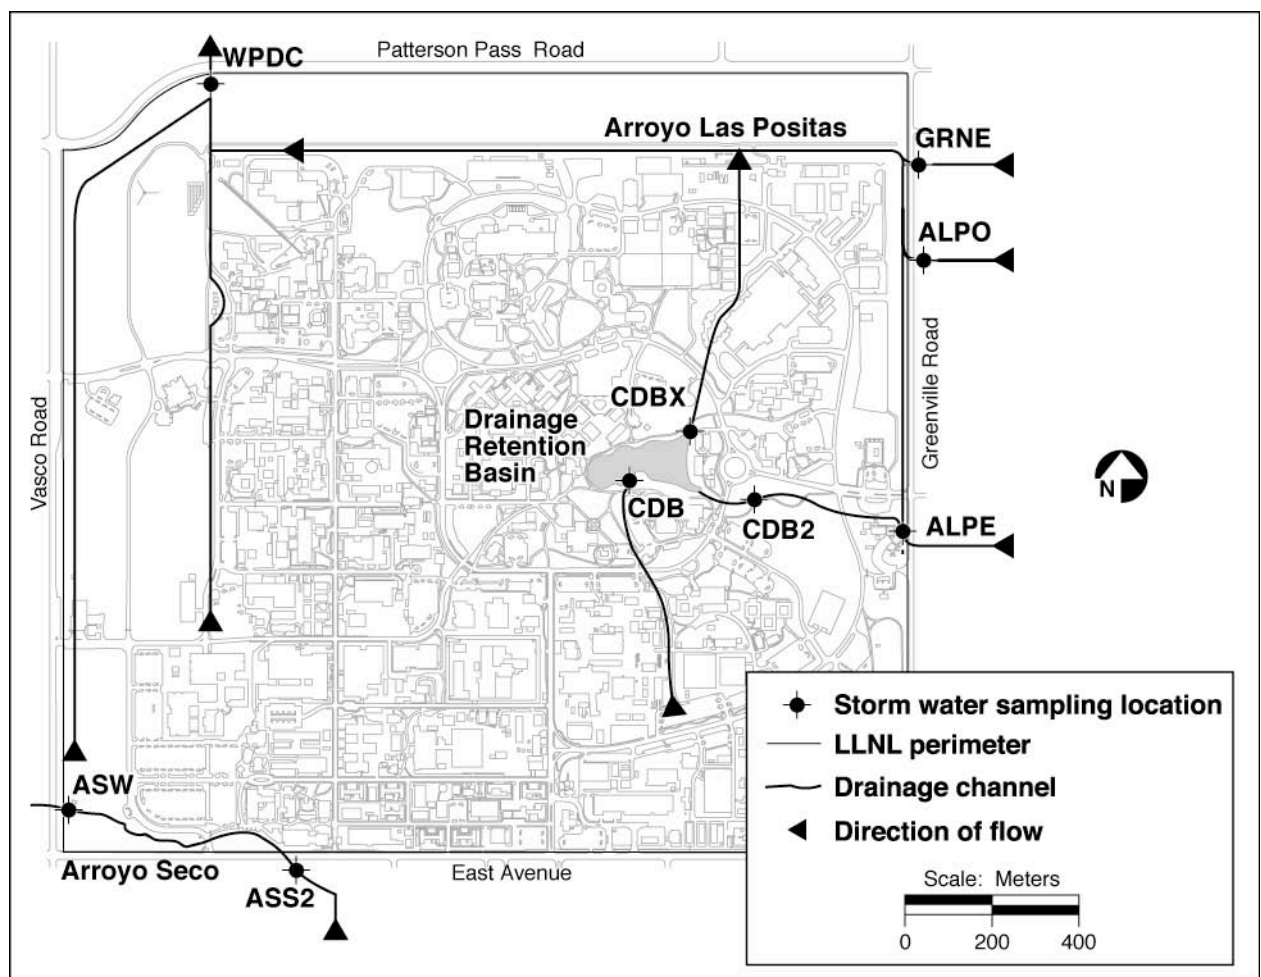 Patterson Pass Road
WPDC
Arroyo Las Positas
GRNE
ALPO
Greenville Road
Vasco Road
CDBX
Drainage
Retention
Basin
CDB
CDB2
ALPE
N
ASW
Arroyo Seco
ASS2
East Avenue
Storm water sampling location
LLNL perimeter
Drainage channel
Direction of flow
Scale: Meters
0 200 400